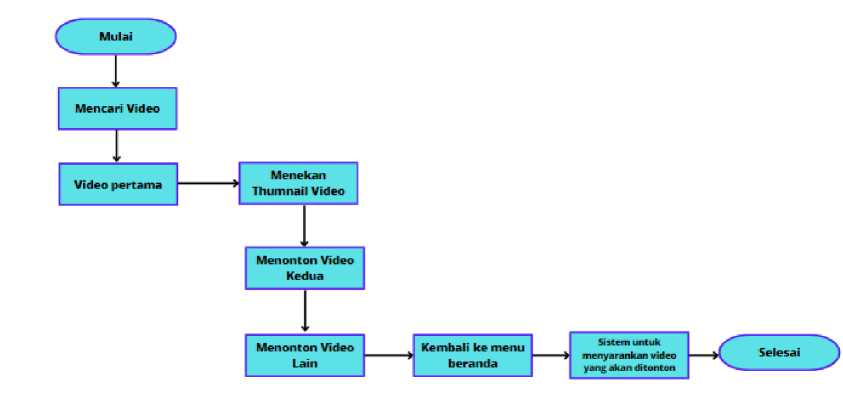 Mulai
Mencari Video
Video pertama
Menekan
Thumnail Video
Menonton Video
Kedua
Menonton Video
Lain
Kembali ke menu
beranda
Sistem untuk
menyarankan video
yang akan ditonton
Selesai